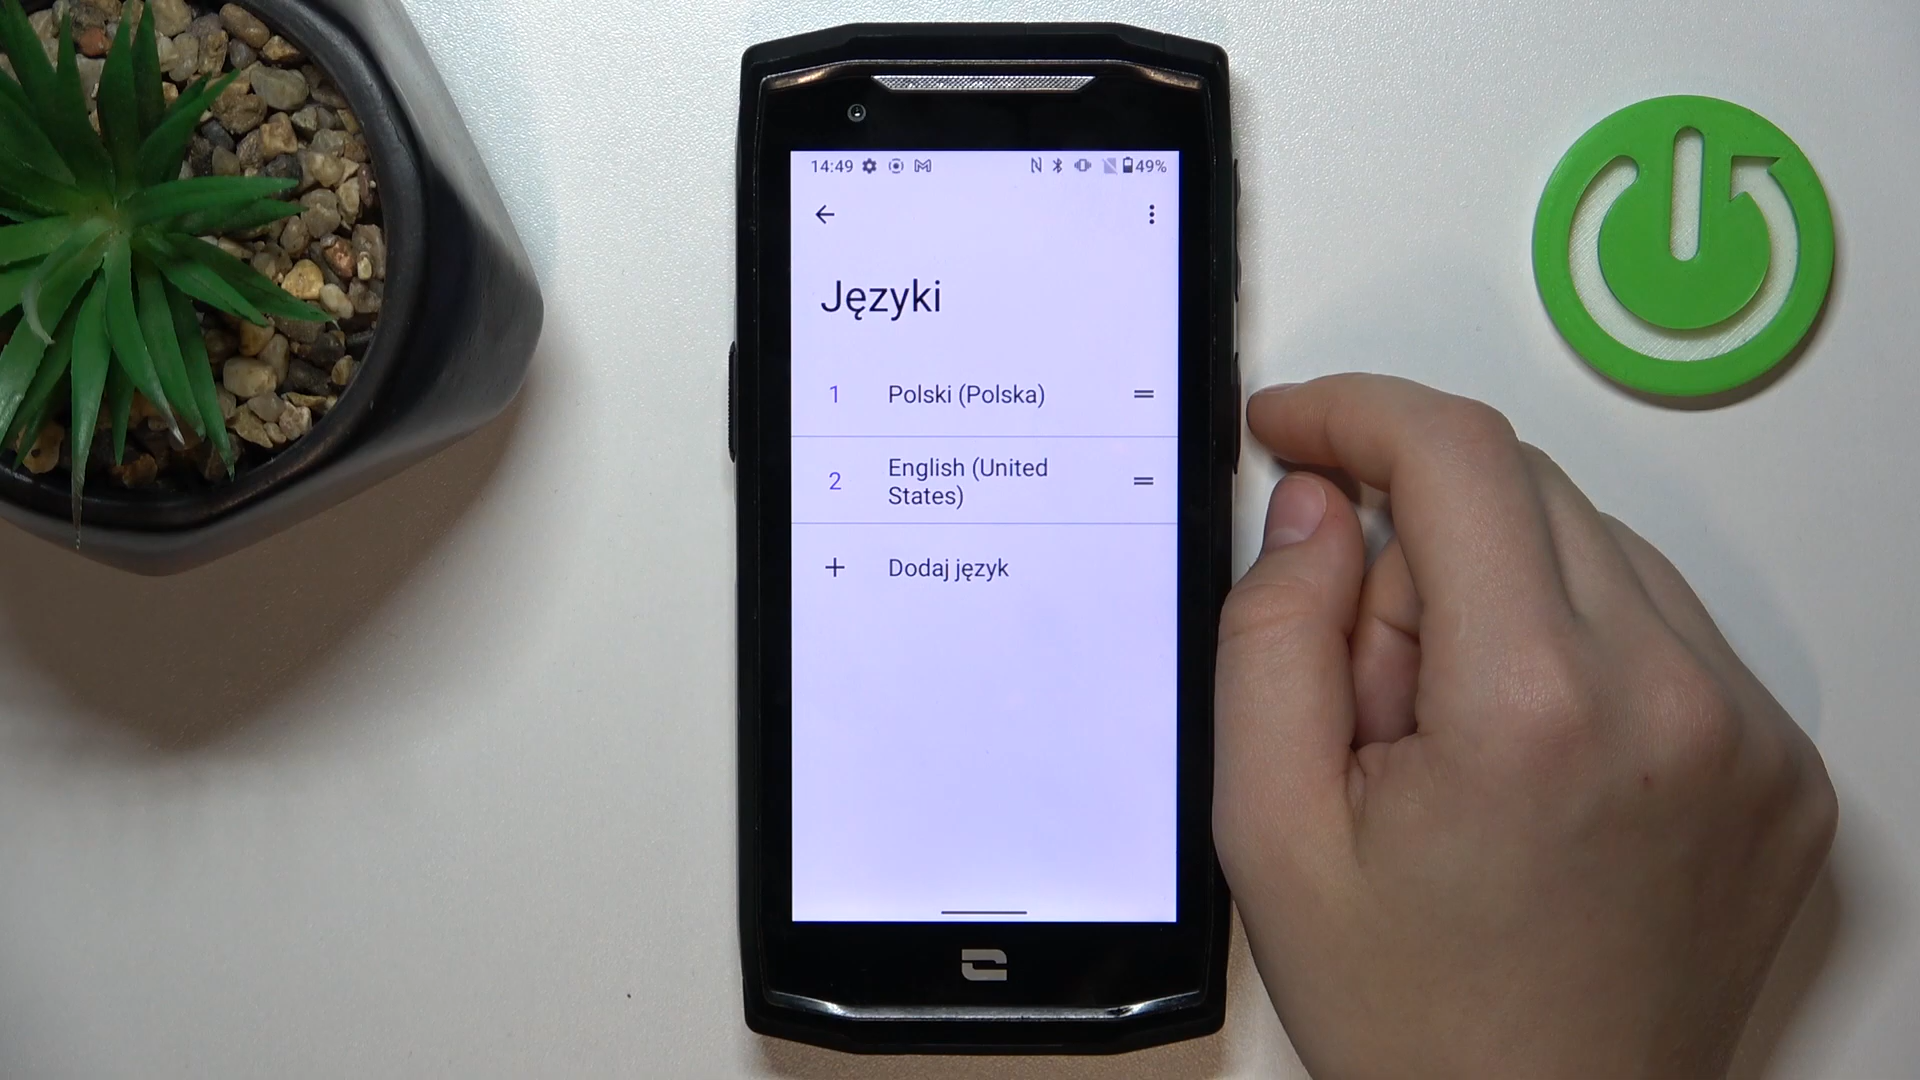 14:49 49%
Języki
1 Polski (Polska)
2 English (United
States)
+ Dodaj język